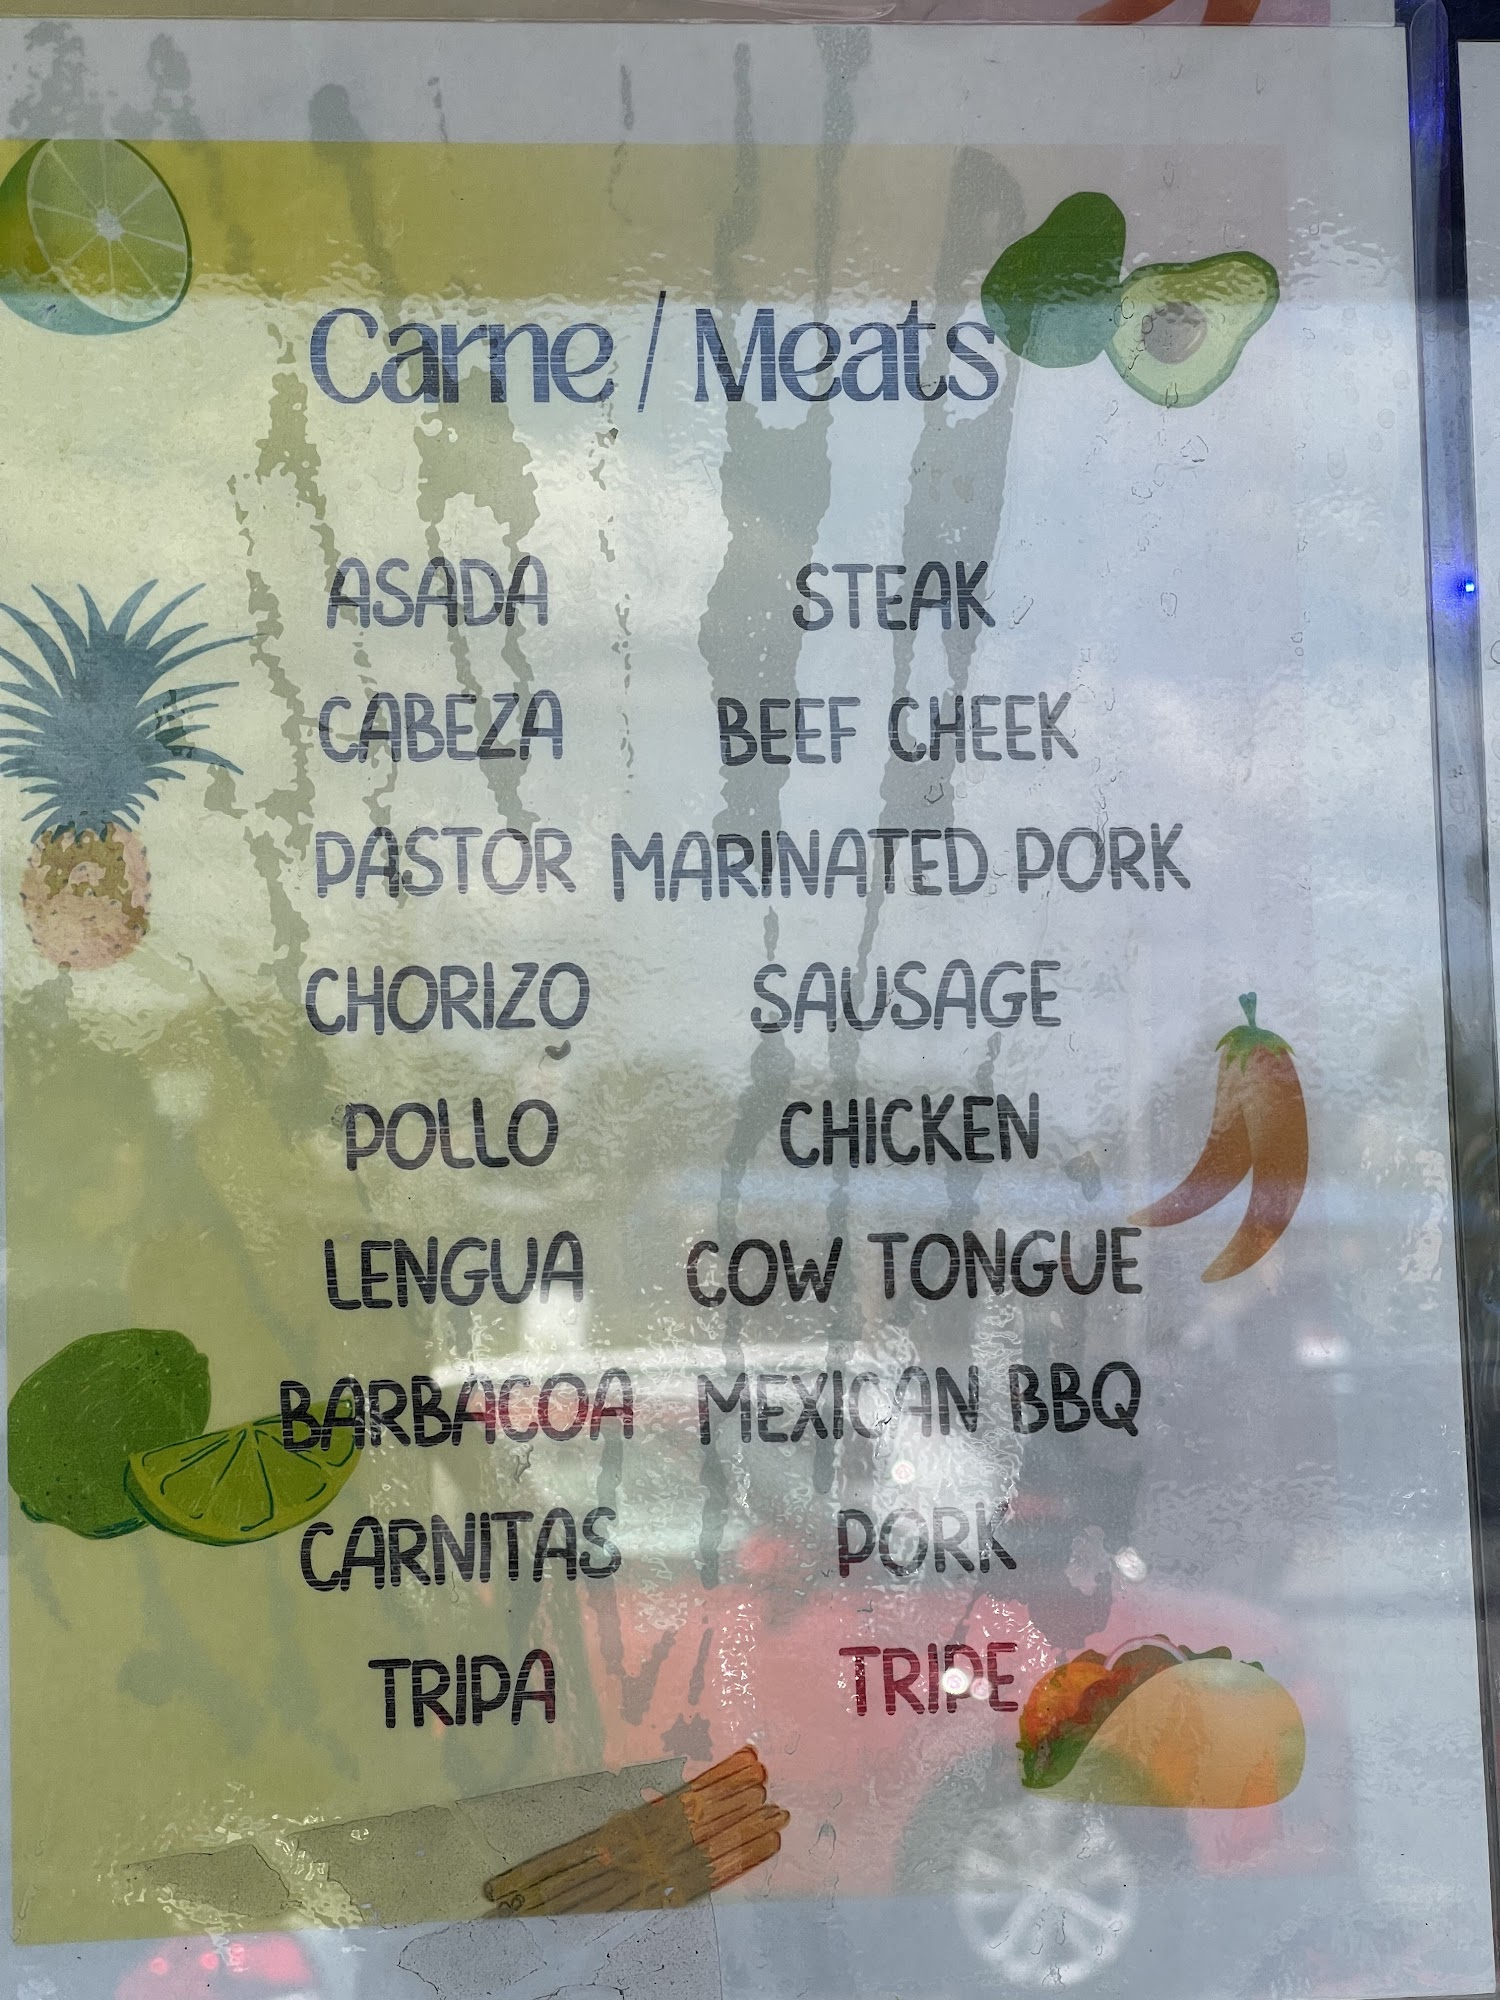 Carne / Meats
ASADA STEAK
CABEZA BEEF CHEEK
PASTOR MARINATED PORK
CHORIZO SAUSAGE
POLLO CHICKEN
LENGUA COW TONGUE
BARBACOA MEXICAN BBQ
CARNITAS PORK
TRIPA TRIPE